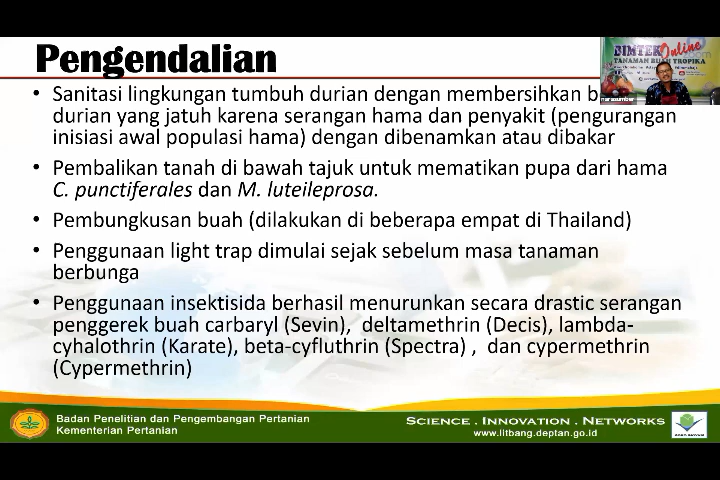 Pengendalian
• Sanitasi lingkungan tumbuh durian dengan membersihkan
durian yang jatuh karena serangan hama dan penyakit (pengurangan
inisiasi awal populasi hama) dengan dibenamkan atau dibakar
• Pembalikan tanah di bawah tajuk untuk mematikan pupa dari hama
C. punctiferales dan M. luteileprosa.
• Pembungkusan buah (dilakukan di beberapa empat di Thailand)
• Penggunaan light trap dimulai sejak sebelum masa tanaman
berbunga
• Penggunaan insektisida berhasil menurunkan secara drastic serangan
penggerek buah carbaryl (Sevin), deltamethrin (Decis), lambda-
cyhalothrin (Karate), beta-cyfluthrin (Spectra) , dan cypermethrin
(Cypermethrin)
BIMTEK Online
TANAMAN BUAH TROPIKA
narasumber
Badan Penelitian dan Pengembangan Pertanian
Kementerian Pertanian
SCIENCE . INNOVATION . NETWORKS
www.litbang.deptan.go.id